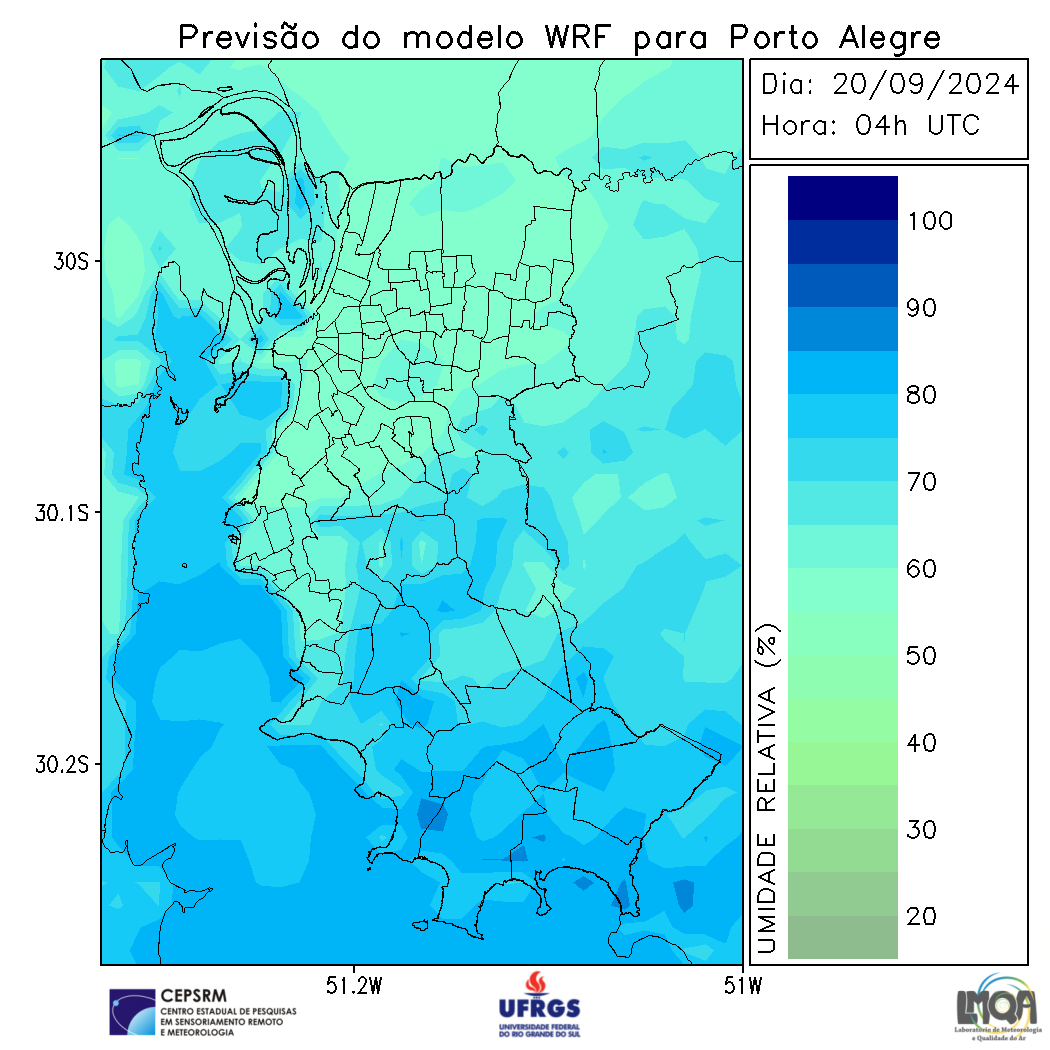 Previsão do modelo WRF para Porto Alegre
Dia: 20/09/2024
Hora: 04h UTC
30S
30.1S
30.2S
51.2W
51W
UMIDADE RELATIVA (%)
100
90
80
70
60
50
40
30
20
CEPSRM
CENTRO ESTADUAL DE PESQUISAS
EM SENSORIAMENTO REMOTO
E METEOROLOGIA
UFRGS
UNIVERSIDADE FEDERAL
DO RIO GRANDE DO SUL
LMQA
Laboratório de Meteorologia
e Qualidade do Ar